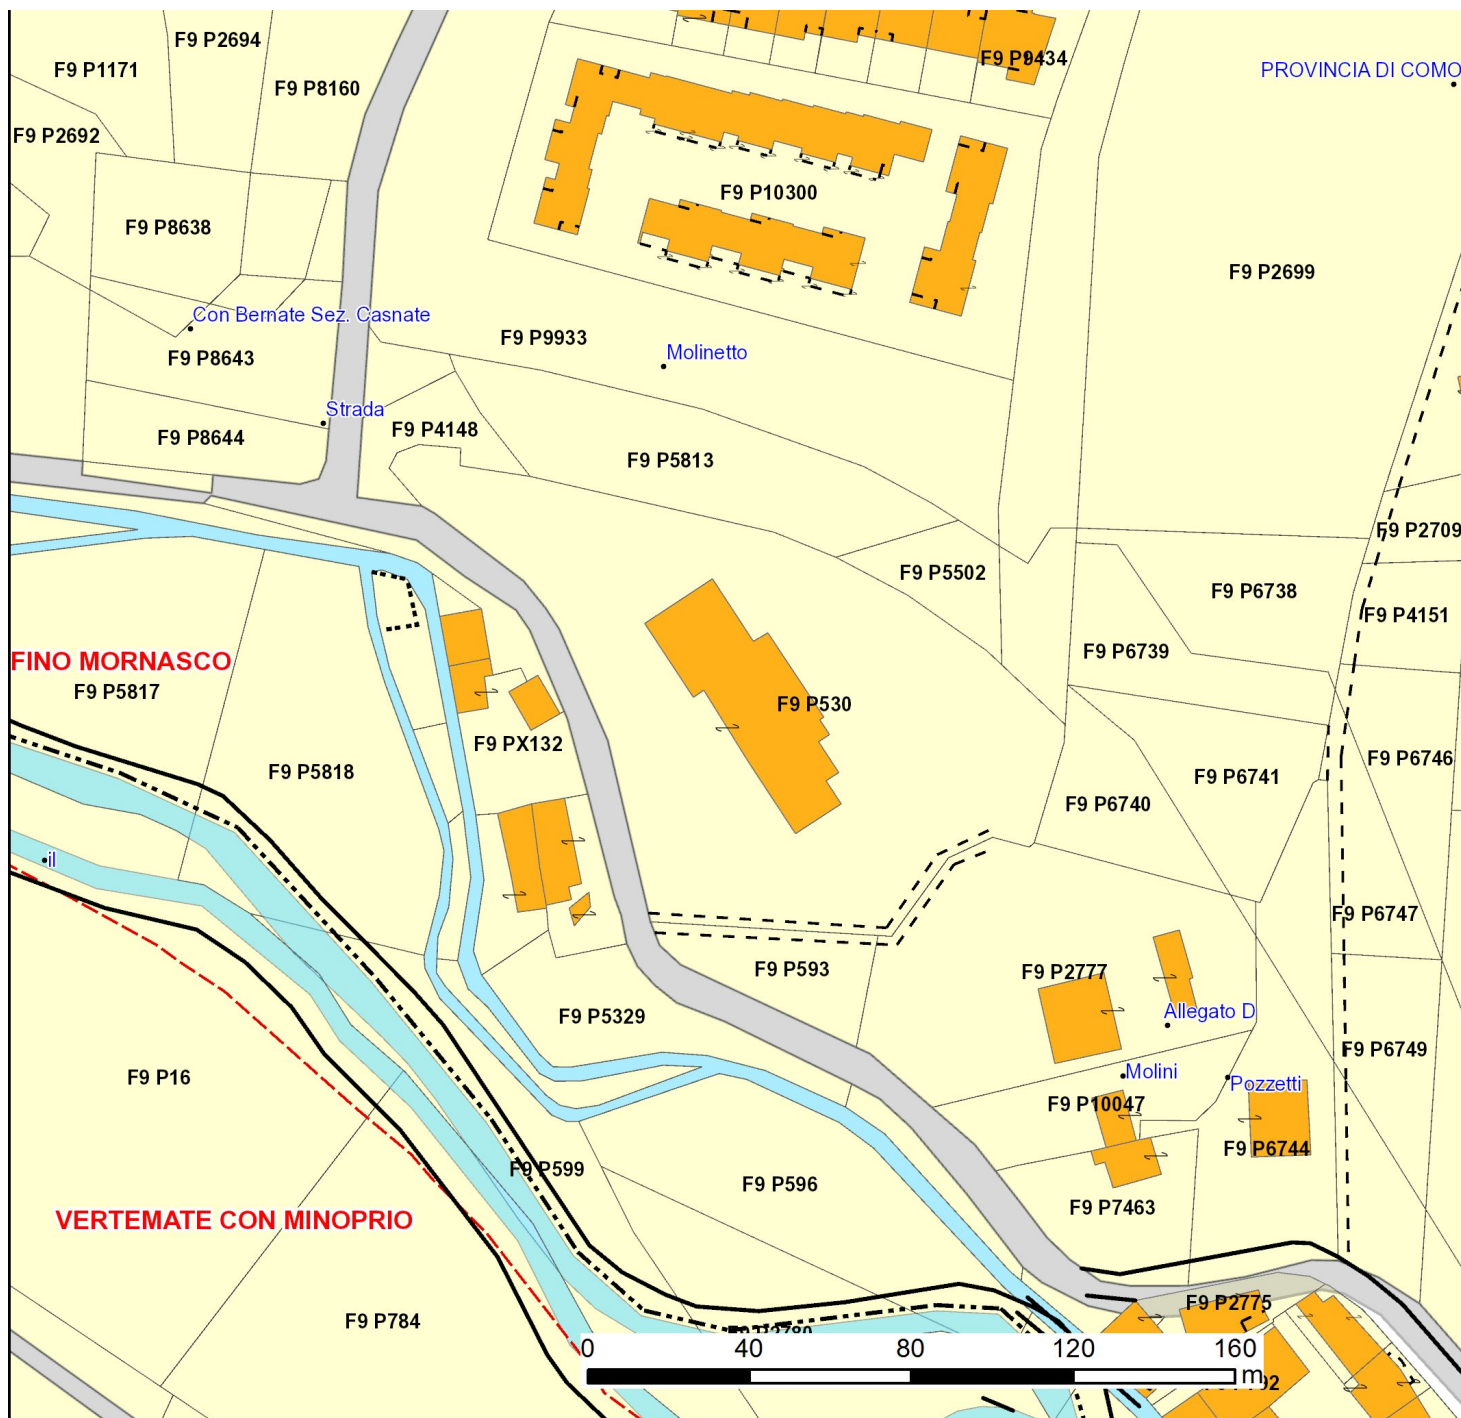 F9 P2694
F9 P9434
F9 P1171
PROVINCIA DI COMO
F9 P8160
F9 P2692
F9 P10300
F9 P8638
F9 P2699
Con Bernate Sez. Casnate
F9 P9933
Molinetto
F9 P8643
Strada
F9 P4148
F9 P8644
F9 P5813
F9 P2709
F9 P5502
F9 P6738
F9 P4151
F9 P6739
FINO MORNASCO
F9 P5817
F9 P530
F9 PX132
F9 P6746
F9 P5818
F9 P6741
F9 P6740
il
F9 P6747
F9 P593
F9 P2777
Allegato D
F9 P5329
F9 P6749
Molini
F9 P16
Pozzetti
F9 P10047
F9 P6744
F9 P599
F9 P596
F9 P7463
VERTEMATE CON MINOPRIO
F9 P2775
F9 P784
F9 P2780
0 40 80 120 160
m